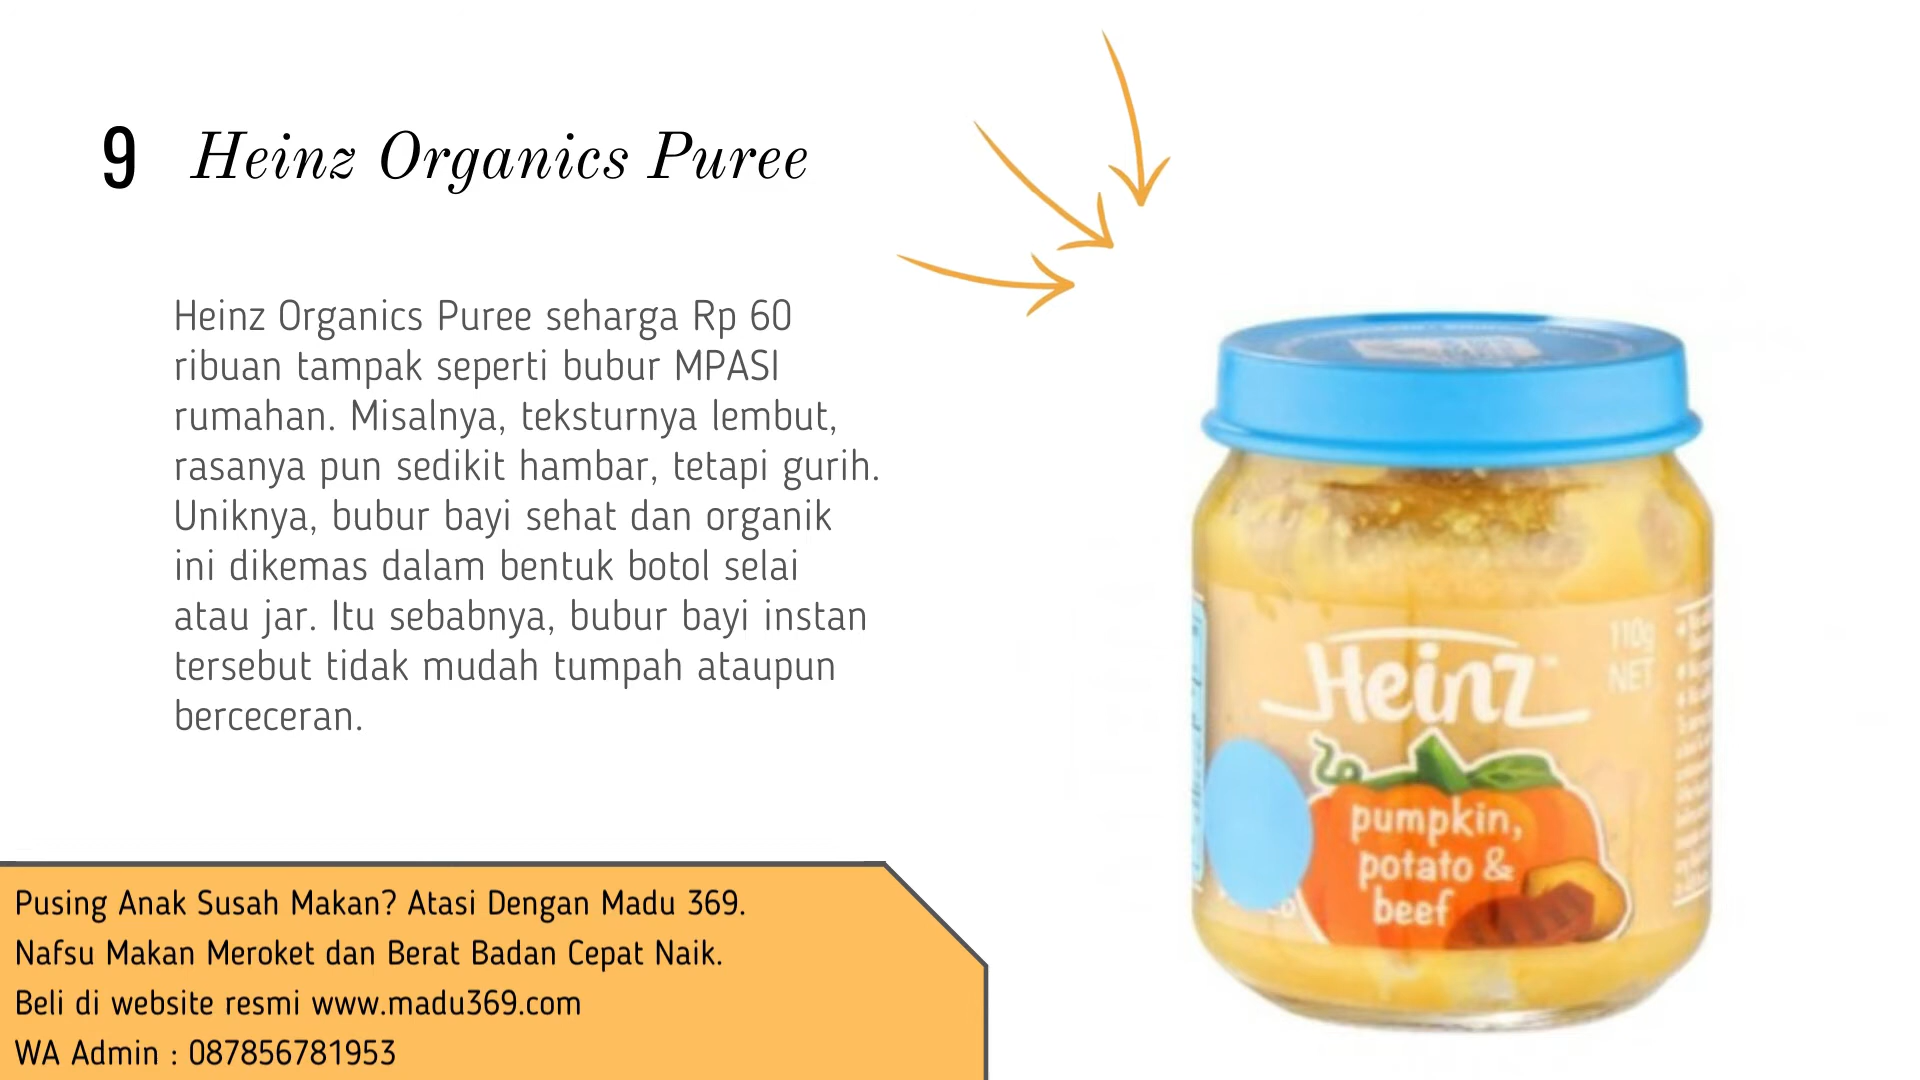 9 Heinz Organics Puree
Heinz Organics Puree seharga Rp 60
ribuan tampak seperti bubur MPASI
rumahan. Misalnya, teksturnya lembut,
rasanya pun sedikit hambar, tetapi gurih.
Uniknya, bubur bayi sehat dan organik
ini dikemas dalam bentuk botol selai
atau jar. Itu sebabnya, bubur bayi instan
tersebut tidak mudah tumpah ataupun
berceceran.
Heinz
110g
NET
pumpkin,
potato &
beef
Pusing Anak Susah Makan? Atasi Dengan Madu 369.
Nafsu Makan Meroket dan Berat Badan Cepat Naik.
Beli di website resmi www.madu369.com
WA Admin : 087856781953